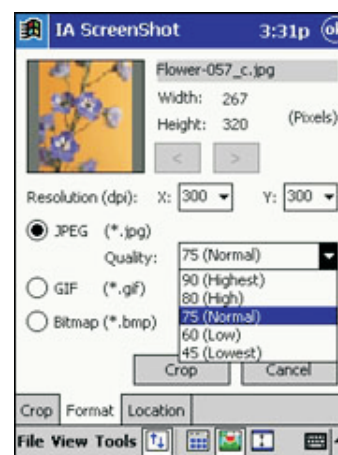 IA ScreenShot 3:31p ok
Flower-057_c.jpg
Width: 267
Height: 320 (Pixels)
< >
Resolution (dpi): X: 300 Y: 300
JPEG (*.jpg)
Quality: 75 (Normal)
90 (Highest)
80 (High)
75 (Normal)
60 (Low)
45 (Lowest)
GIF (*.gif)
Bitmap (*.bmp)
Crop Cancel
Crop Format Location
File View Tools